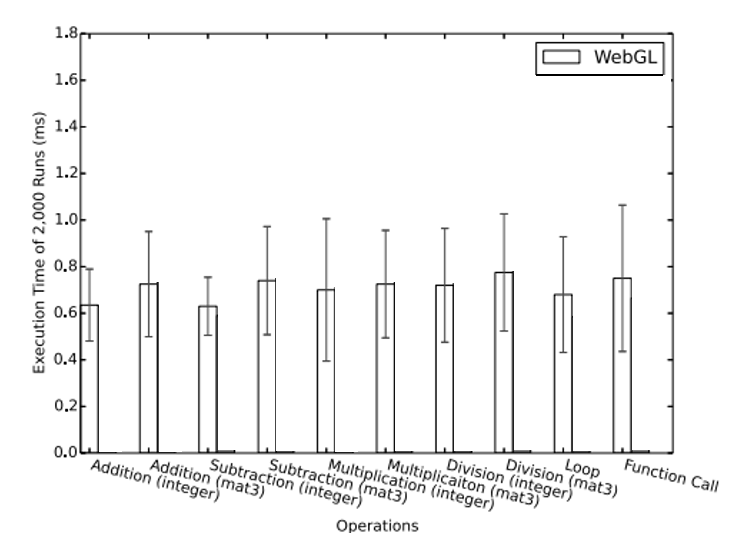 1.8
1.6
1.4
1.2
1.0
0.8
0.6
0.4
0.2
0.0
Execution Time of 2,000 Runs (ms)
WebGL
Addition (integer)
Addition (mat3)
Subtraction (integer)
Subtraction (mat3)
Multiplication (integer)
Multiplicaiton (mat3)
Division (integer)
Division (mat3)
Loop
Function Call
Operations